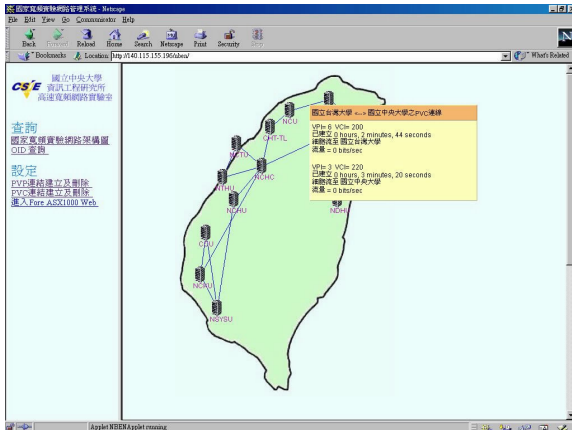 國家寬頻實驗網路管理系統 - Netscape
File Edit View Go Communicator Help
Back Forward Reload Home Search Netscape Print Security Stop
Bookmarks Location: http://140.115.155.196/nben/ What's Related
CSIE
國立中央大學
資訊工程研究所
高速寬頻網路實驗室
查詢
國家寬頻實驗網路架構圖
OID 查詢
設定
PVP連結建立及刪除
PVC連結建立及刪除
進入 Fore ASX1000 Web
NCU
CHT-TL
NCTU
NTHU
NCHC
NCHU
NDHU
CCU
NCKU
NSYSU
國立台灣大學 <--> 國立中央大學之PVC連線
VPI= 6 VCI= 200
已建立 0 hours, 2 minutes, 44 seconds
細胞流至 國立台灣大學
流量 = 0 bits/sec
VPI= 3 VCI= 220
已建立 0 hours, 3 minutes, 20 seconds
細胞流至 國立中央大學
流量 = 0 bits/sec
Applet NBENApplet running